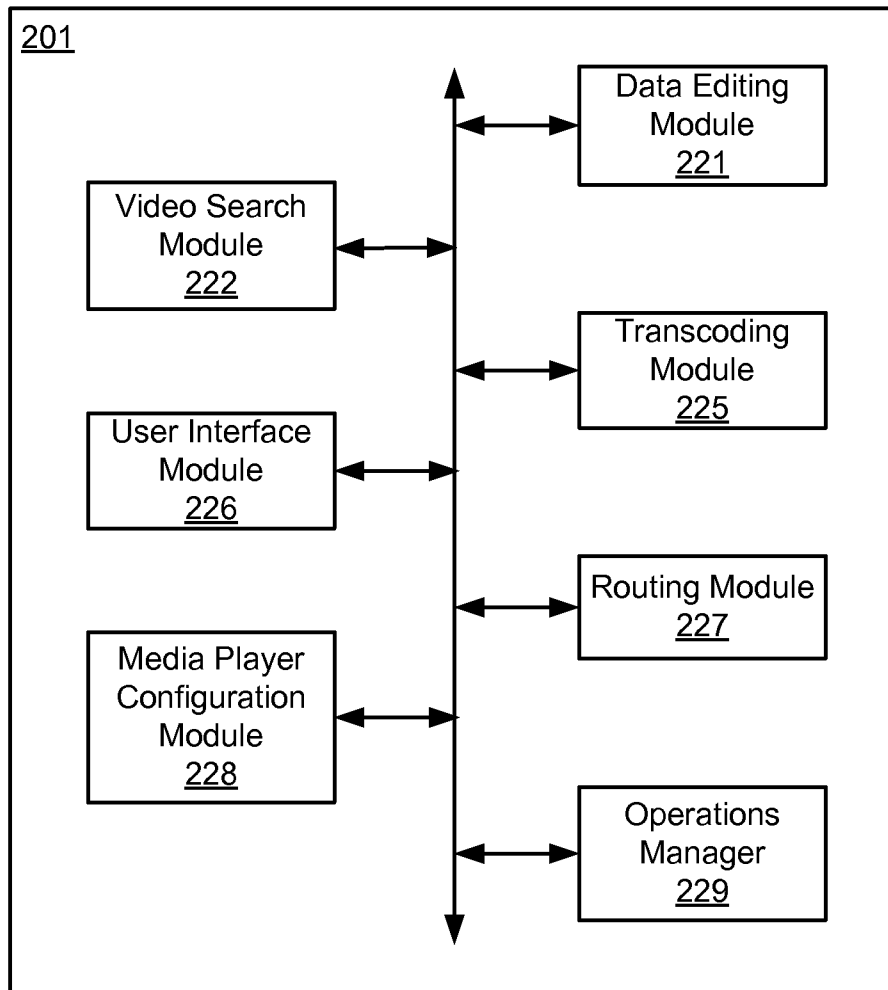 201
Data Editing
Module
221
Video Search
Module
222
Transcoding
Module
225
User Interface
Module
226
Routing Module
227
Media Player
Configuration
Module
228
Operations
Manager
229